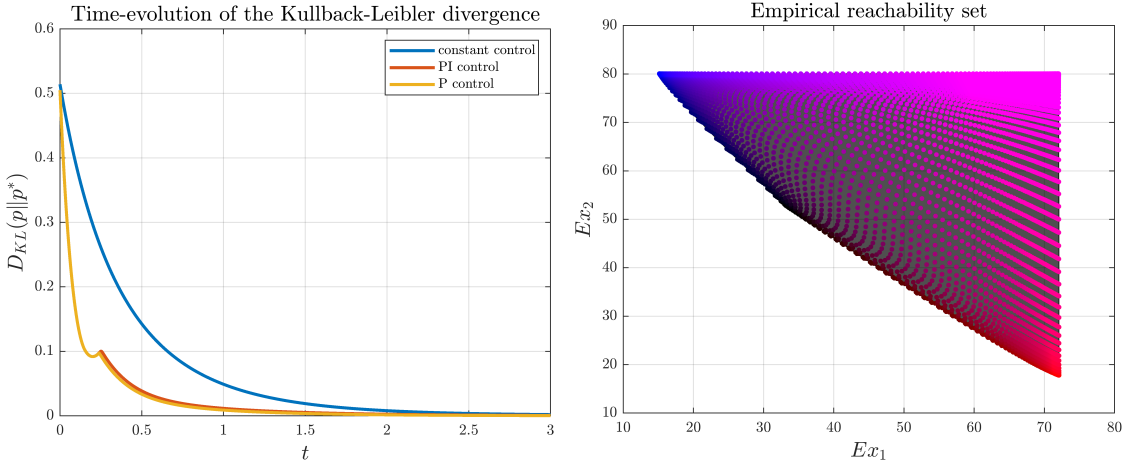 Time-evolution of the Kullback-Leibler divergence
0.6
0.5
0.4
0.3
0.2
0.1
0
D_{KL}(p||p*)
constant control
PI control
P control
0 0.5 1 1.5 2 2.5 3
t
Empirical reachability set
90
80
70
60
50
40
30
20
10
Ex_2
10 20 30 40 50 60 70 80
Ex_1